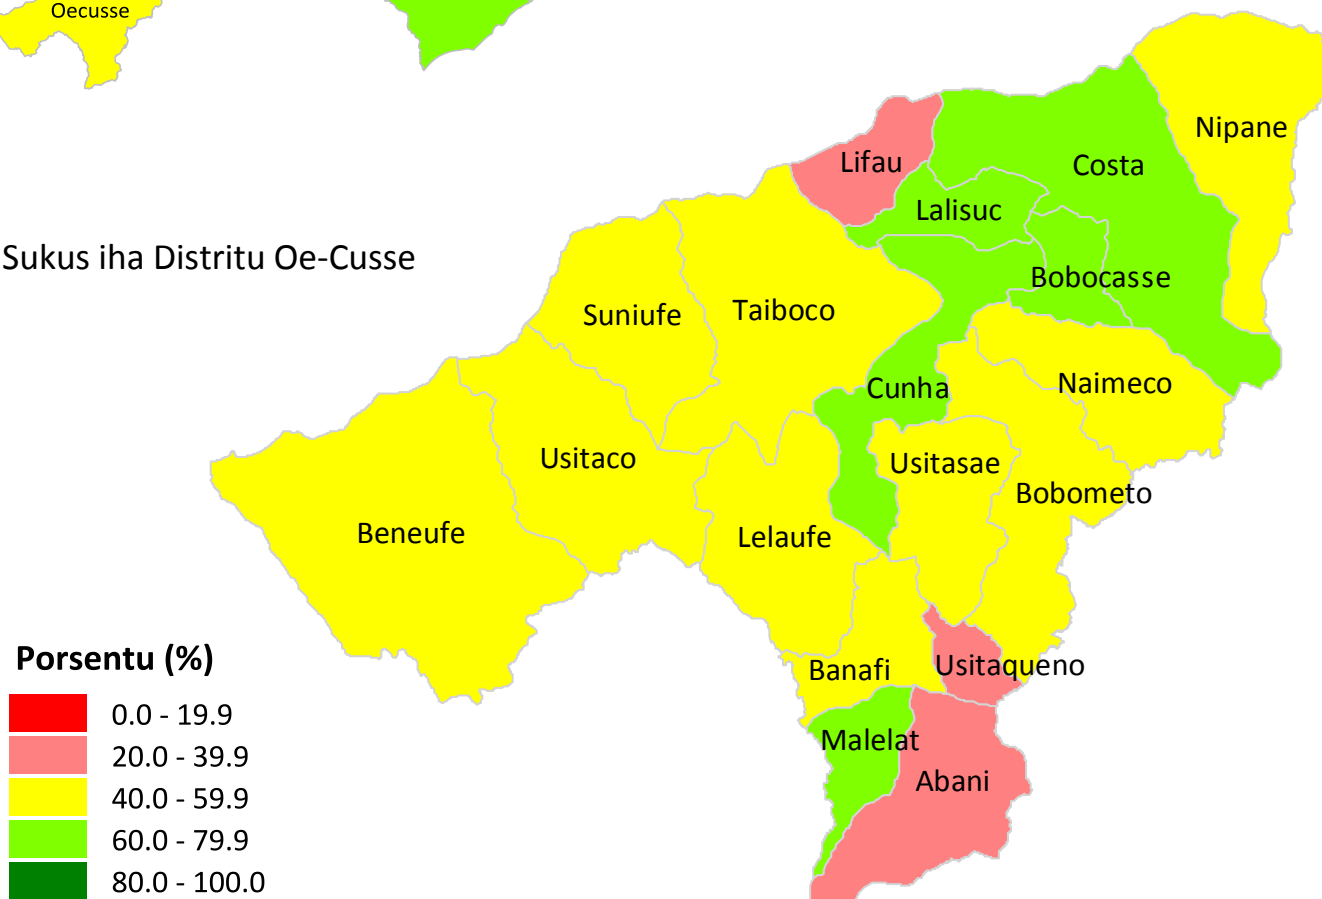 Oecusse
Nipane
Lifau
Costa
Lalisuc
Sukus iha Distritu Oe-Cusse
Bobocasse
Suniufe
Taiboco
Cunha
Naimeco
Usitaco
Usitasae
Bobometo
Beneufe
Lelaufe
Porsentu (%)
Banafi
Usitaqueno
0.0 - 19.9
Malelat
20.0 - 39.9
Abani
40.0 - 59.9
60.0 - 79.9
80.0 - 100.0